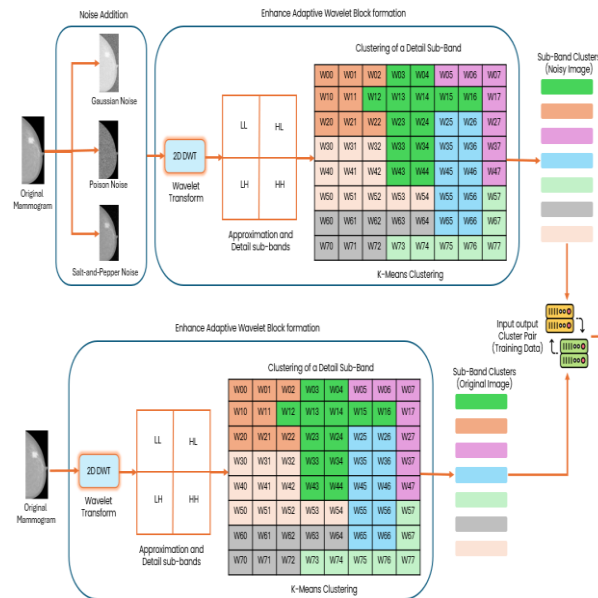 Noise Addition
Enhance Adaptive Wavelet Block formation
Gaussian Noise
Original
Mammogram
Poison Noise
Salt-and-Pepper Noise
2D DWT
Wavelet
Transform
LL HL
LH HH
Approximation and
Detail sub-bands
Clustering of a Detail Sub-Band
W00 W01 W02 W03 W04 W05 W06 W07
W10 W11 W12 W13 W14 W15 W16 W17
W20 W21 W22 W23 W24 W25 W26 W27
W30 W31 W32 W33 W34 W35 W36 W37
W40 W41 W42 W43 W44 W45 W46 W47
W50 W51 W52 W53 W54 W55 W56 W57
W60 W61 W62 W63 W64 W65 W66 W67
W70 W71 W72 W73 W74 W75 W76 W77
K-Means Clustering
Sub-Band Clusters
(Noisy Image)
Input output
Cluster Pair
(Training Data)
Enhance Adaptive Wavelet Block formation
Original
Mammogram
2D DWT
Wavelet
Transform
LL HL
LH HH
Approximation and
Detail sub-bands
Clustering of a Detail Sub-Band
W00 W01 W02 W03 W04 W05 W06 W07
W10 W11 W12 W13 W14 W15 W16 W17
W20 W21 W22 W23 W24 W25 W26 W27
W30 W31 W32 W33 W34 W35 W36 W37
W40 W41 W42 W43 W44 W45 W46 W47
W50 W51 W52 W53 W54 W55 W56 W57
W60 W61 W62 W63 W64 W65 W66 W67
W70 W71 W72 W73 W74 W75 W76 W77
K-Means Clustering
Sub-Band Clusters
(Original Image)